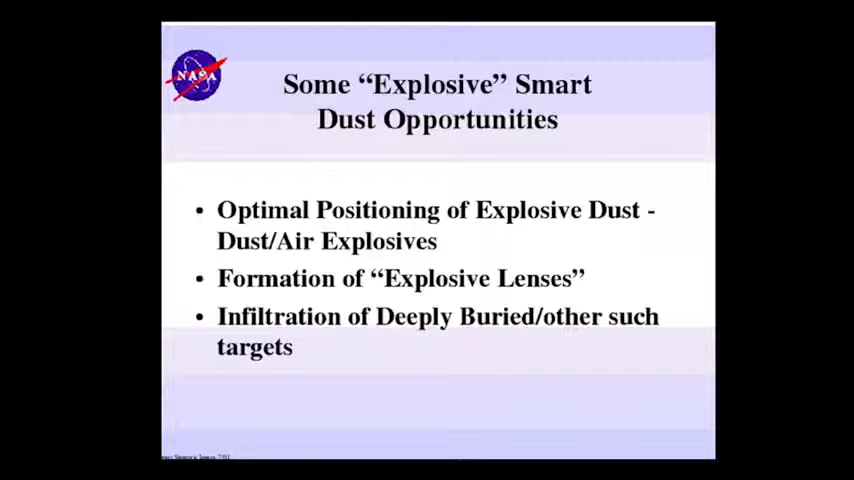 NASA
Some “Explosive” Smart
Dust Opportunities
• Optimal Positioning of Explosive Dust -
Dust/Air Explosives
• Formation of “Explosive Lenses”
• Infiltration of Deeply Buried/other such
targets